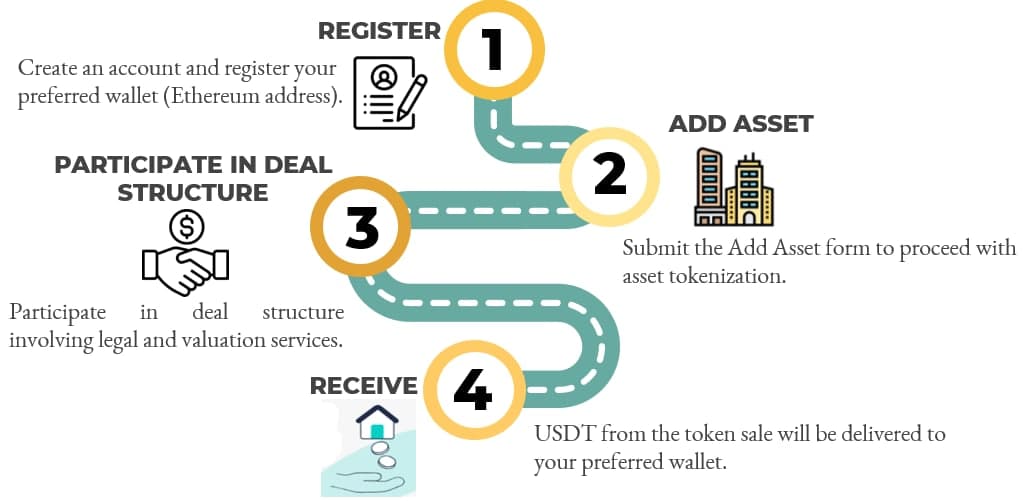 REGISTER
1
Create an account and register your
preferred wallet (Ethereum address).
ADD ASSET
2
Submit the Add Asset form to proceed with
asset tokenization.
PARTICIPATE IN DEAL
STRUCTURE
3
$
Participate in deal structure
involving legal and valuation services.
RECEIVE
4
USDT from the token sale will be delivered to
your preferred wallet.